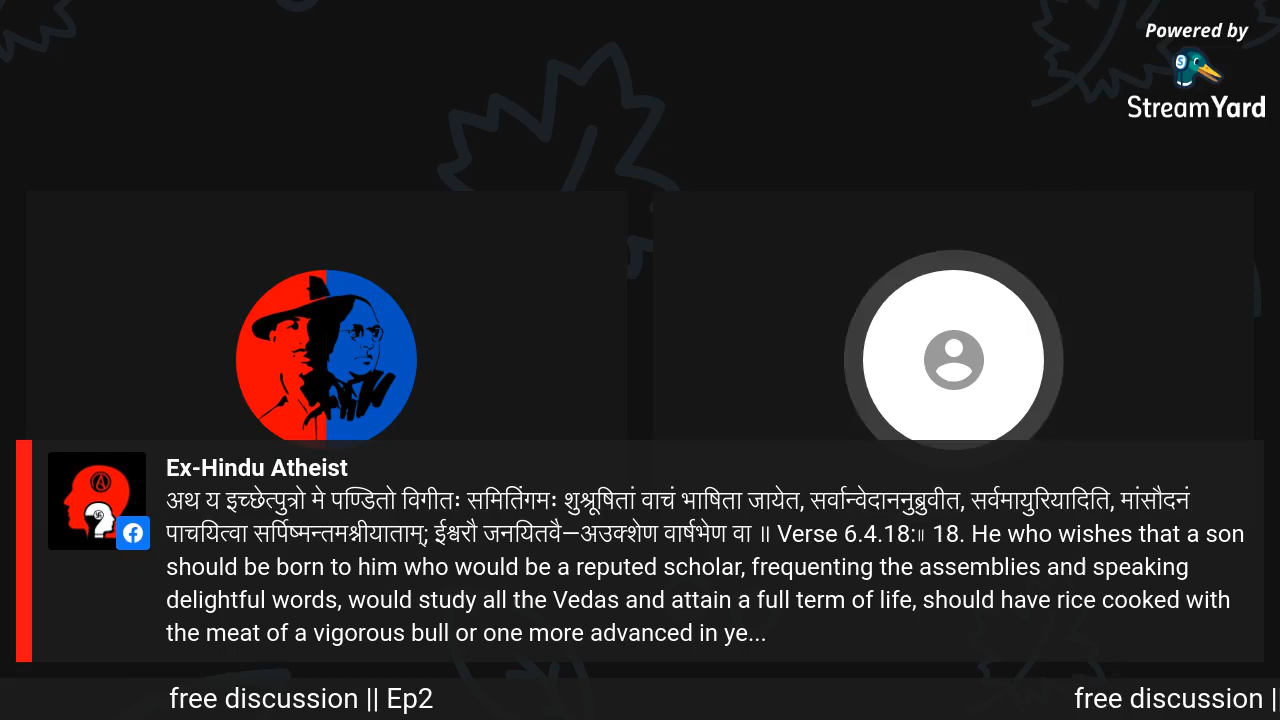 Powered by
StreamYard
Ex-Hindu Atheist
अथ य इच्छेत्पुत्रो मे पण्डितो विगीतः समितिंगमः शुश्रूषितां वाचं भाषिता जायेत, सर्वान्वेदाननुब्रुवीत, सर्वमायुरियादिति, मांसौदनं
पाचयित्वा सर्पिष्मन्तमश्नीयाताम्; ईश्वरौ जनयितवै—अउक्शेण वार्षभेण वा ॥ Verse 6.4.18:॥ 18. He who wishes that a son
should be born to him who would be a reputed scholar, frequenting the assemblies and speaking
delightful words, would study all the Vedas and attain a full term of life, should have rice cooked with
the meat of a vigorous bull or one more advanced in ye...
free discussion || Ep2
free discussion |